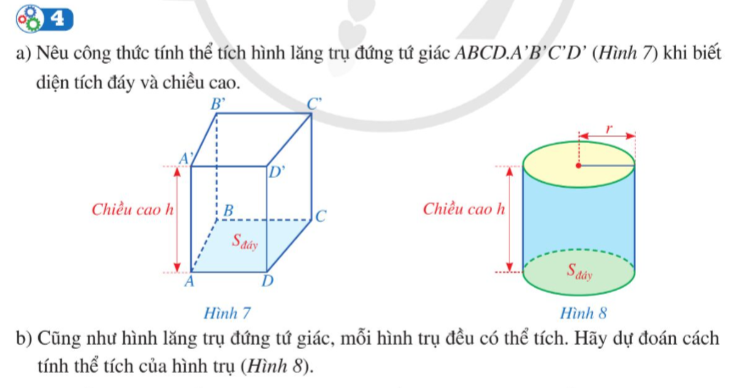 4
a) Nêu công thức tính thể tích hình lăng trụ đứng tứ giác ABCD.A’B’C’D’ (Hình 7) khi biết
diện tích đáy và chiều cao.
B’
C’
A’
D’
Chiều cao h
B
C
Sđáy
A
D
Hình 7
r
Chiều cao h
Sđáy
Hình 8
b) Cũng như hình lăng trụ đứng tứ giác, mỗi hình trụ đều có thể tích. Hãy dự đoán cách
tính thể tích của hình trụ (Hình 8).